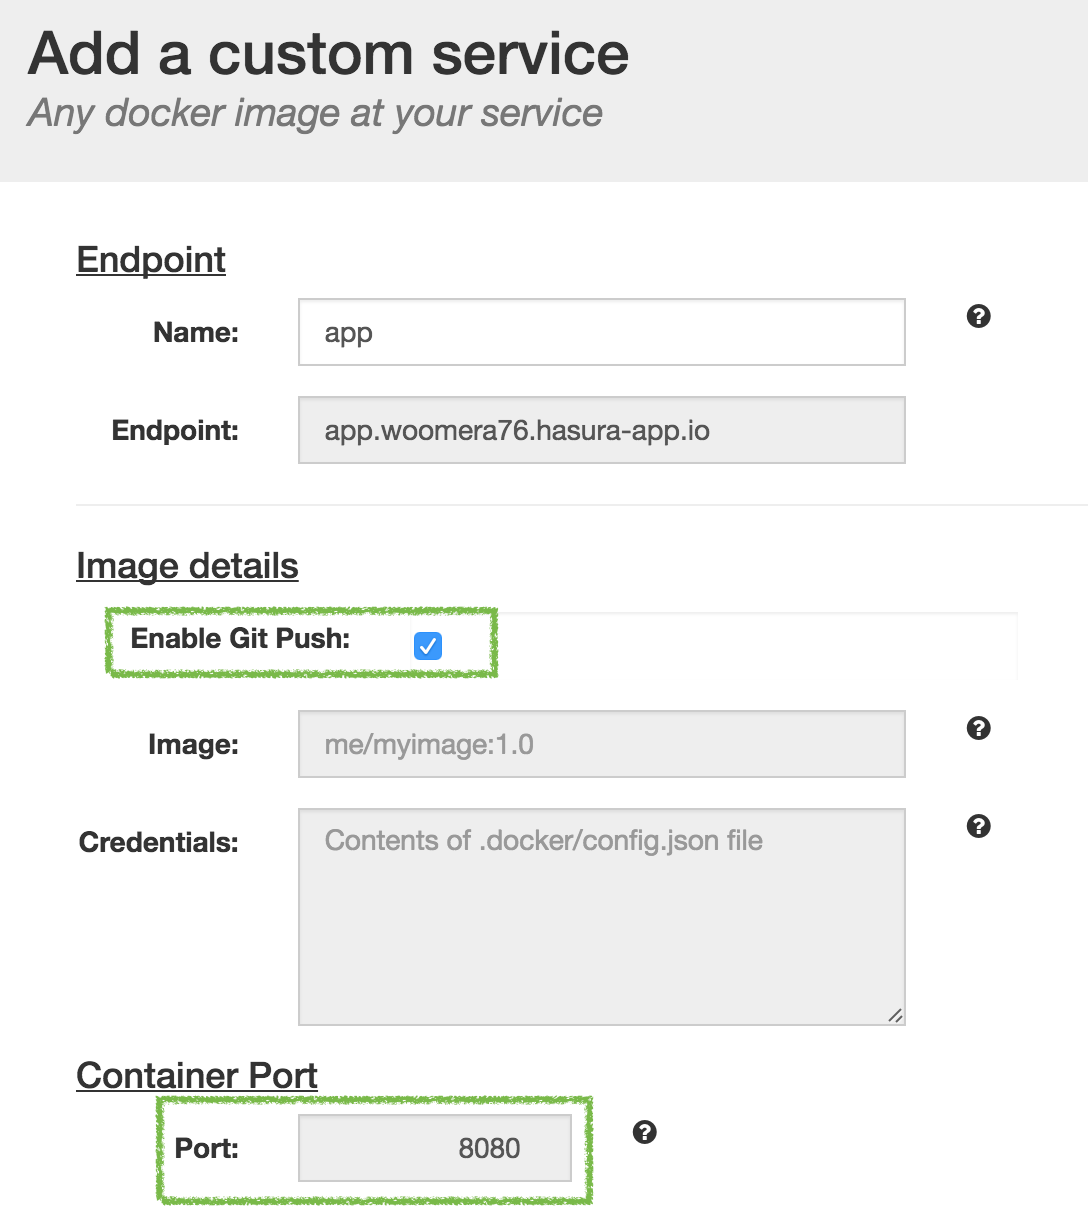 Add a custom service
Any docker image at your service
Endpoint
Name: app
Endpoint: app.woomera76.hasura-app.io
Image details
Enable Git Push:
Image: me/myimage:1.0
Credentials: Contents of .docker/config.json file
Container Port
Port: 8080